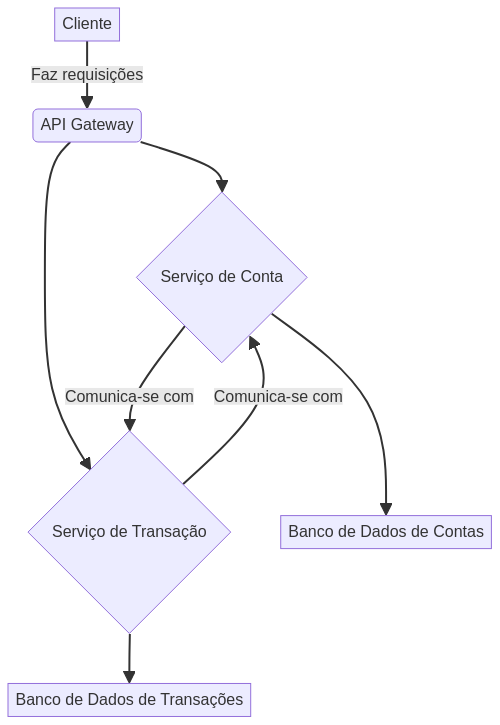 Cliente
Faz requisições
API Gateway
Serviço de Conta
Comunica-se com
Comunica-se com
Serviço de Transação
Banco de Dados de Contas
Banco de Dados de Transações